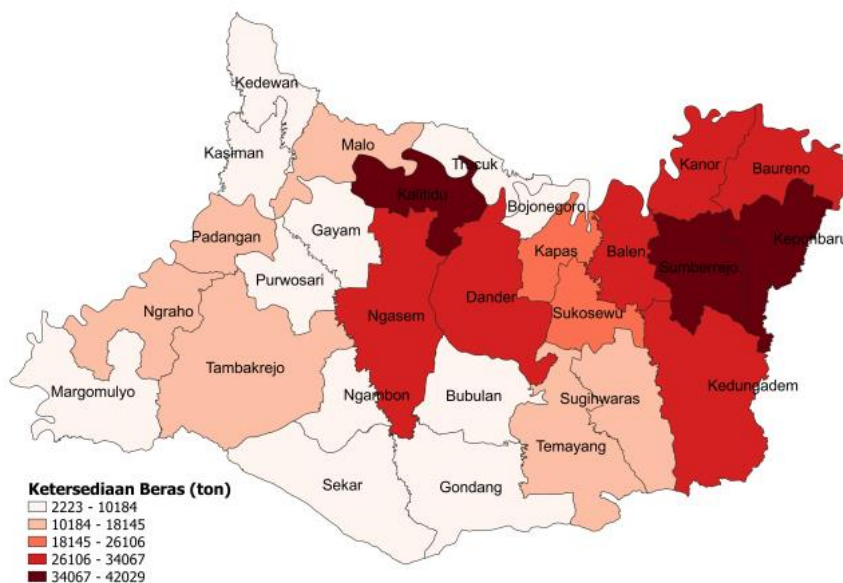 Kedewan
Malo
Trucuk
Kasiman
Kanor
Baureno
Kalitidu
Bojonegoro
Gayam
Padangan
Kapas
Balen
Kepohbaru
Sumberrejo
Purwosari
Ngraho
Ngasem
Dander
Sukosewu
Tambakrejo
Margomulyo
Ngambon
Bubulan
Sugihwaras
Kedungadem
Temayang
Sekar
Gondang
Ketersediaan Beras (ton)
2223 - 10184
10184 - 18145
18145 - 26106
26106 - 34067
34067 - 42029